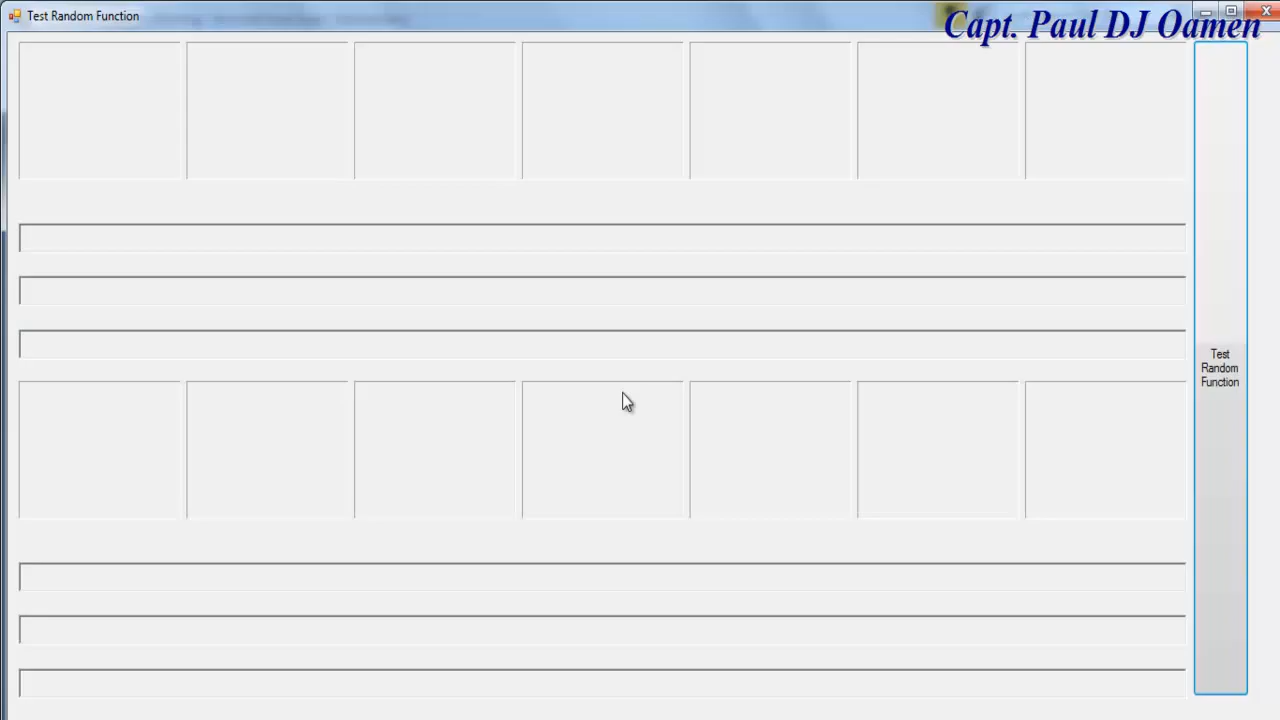 Test Random Function
Capt. Paul DJ Oamen
Test
Random
Function